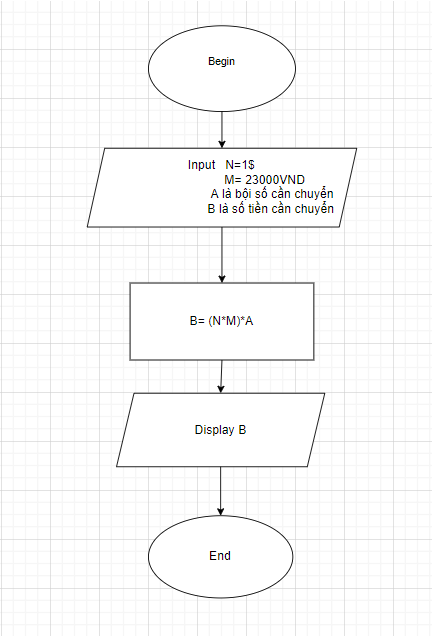 Begin
Input N=1$
M= 23000VND
A là bội số cần chuyển
B là số tiền cần chuyển
B= (N*M)*A
Display B
End